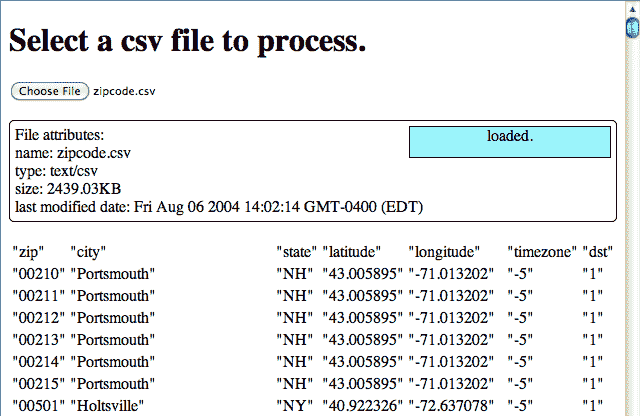 Select a csv file to process.
Choose File zipcode.csv
File attributes:
loaded.
name: zipcode.csv
type: text/csv
size: 2439.03KB
last modified date: Fri Aug 06 2004 14:02:14 GMT-0400 (EDT)
"zip" "city" "state" "latitude" "longitude" "timezone" "dst"
"00210" "Portsmouth" "NH" "43.005895" "-71.013202" "-5" "1"
"00211" "Portsmouth" "NH" "43.005895" "-71.013202" "-5" "1"
"00212" "Portsmouth" "NH" "43.005895" "-71.013202" "-5" "1"
"00213" "Portsmouth" "NH" "43.005895" "-71.013202" "-5" "1"
"00214" "Portsmouth" "NH" "43.005895" "-71.013202" "-5" "1"
"00215" "Portsmouth" "NH" "43.005895" "-71.013202" "-5" "1"
"00501" "Holtsville" "NY" "40.922326" "-72.637078" "-5" "1"